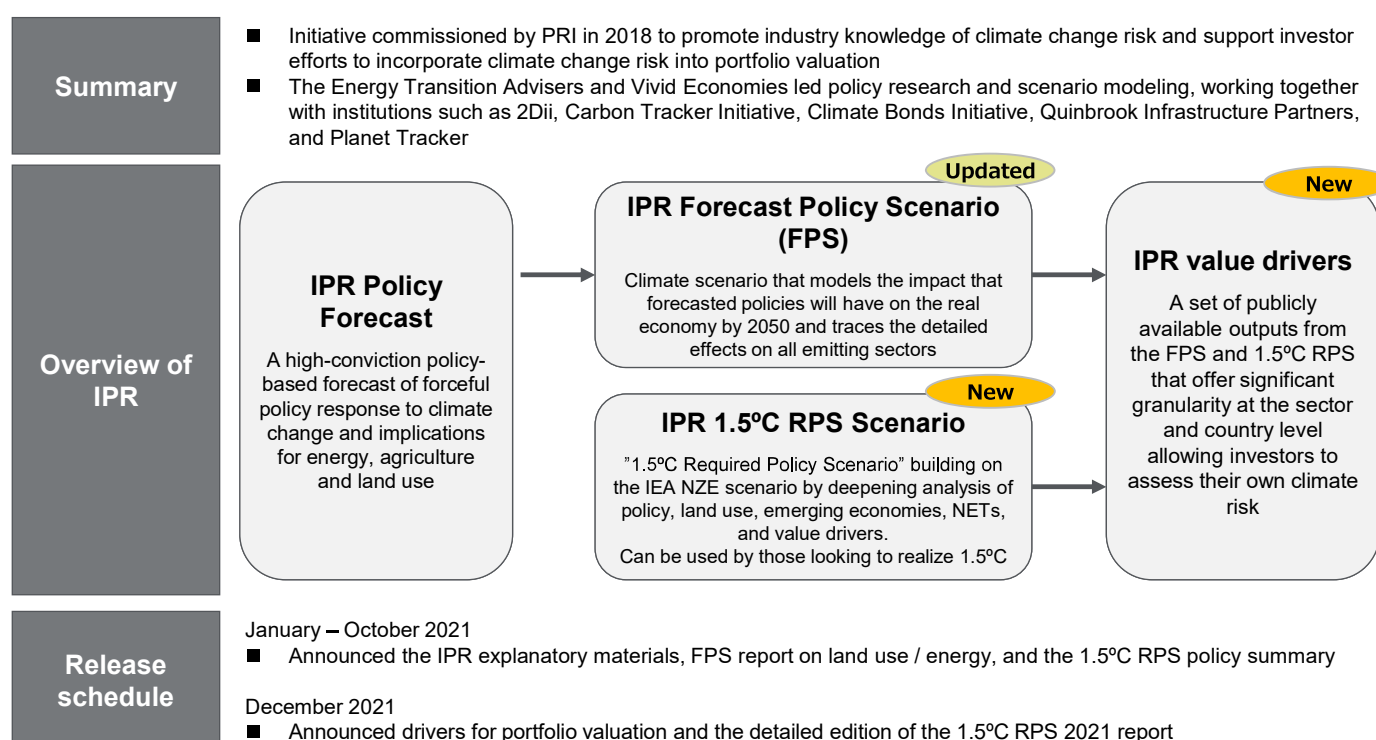 Summary
■ Initiative commissioned by PRI in 2018 to promote industry knowledge of climate change risk and support investor
efforts to incorporate climate change risk into portfolio valuation
■ The Energy Transition Advisers and Vivid Economies led policy research and scenario modeling, working together
with institutions such as 2Dii, Carbon Tracker Initiative, Climate Bonds Initiative, Quinbrook Infrastructure Partners,
and Planet Tracker
Overview of
IPR
IPR Policy
Forecast
A high-conviction policy-
based forecast of forceful
policy response to climate
change and implications
for energy, agriculture
and land use
Updated
IPR Forecast Policy Scenario
(FPS)
Climate scenario that models the impact that
forecasted policies will have on the real
economy by 2050 and traces the detailed
effects on all emitting sectors
New
IPR 1.5ºC RPS Scenario
”1.5ºC Required Policy Scenario” building on
the IEA NZE scenario by deepening analysis of
policy, land use, emerging economies, NETs,
and value drivers.
Can be used by those looking to realize 1.5ºC
New
IPR value drivers
A set of publicly
available outputs from
the FPS and 1.5ºC RPS
that offer significant
granularity at the sector
and country level
allowing investors to
assess their own climate
risk
Release
schedule
January – October 2021
■ Announced the IPR explanatory materials, FPS report on land use / energy, and the 1.5ºC RPS policy summary
December 2021
■ Announced drivers for portfolio valuation and the detailed edition of the 1.5ºC RPS 2021 report